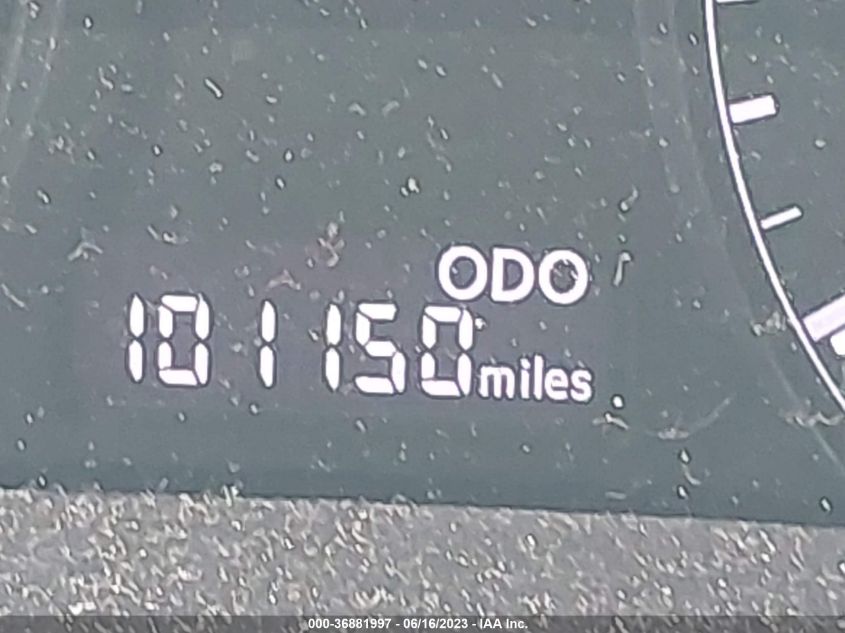 ODO
101150 miles
000-36881997 - 06/16/2023 - IAA Inc.